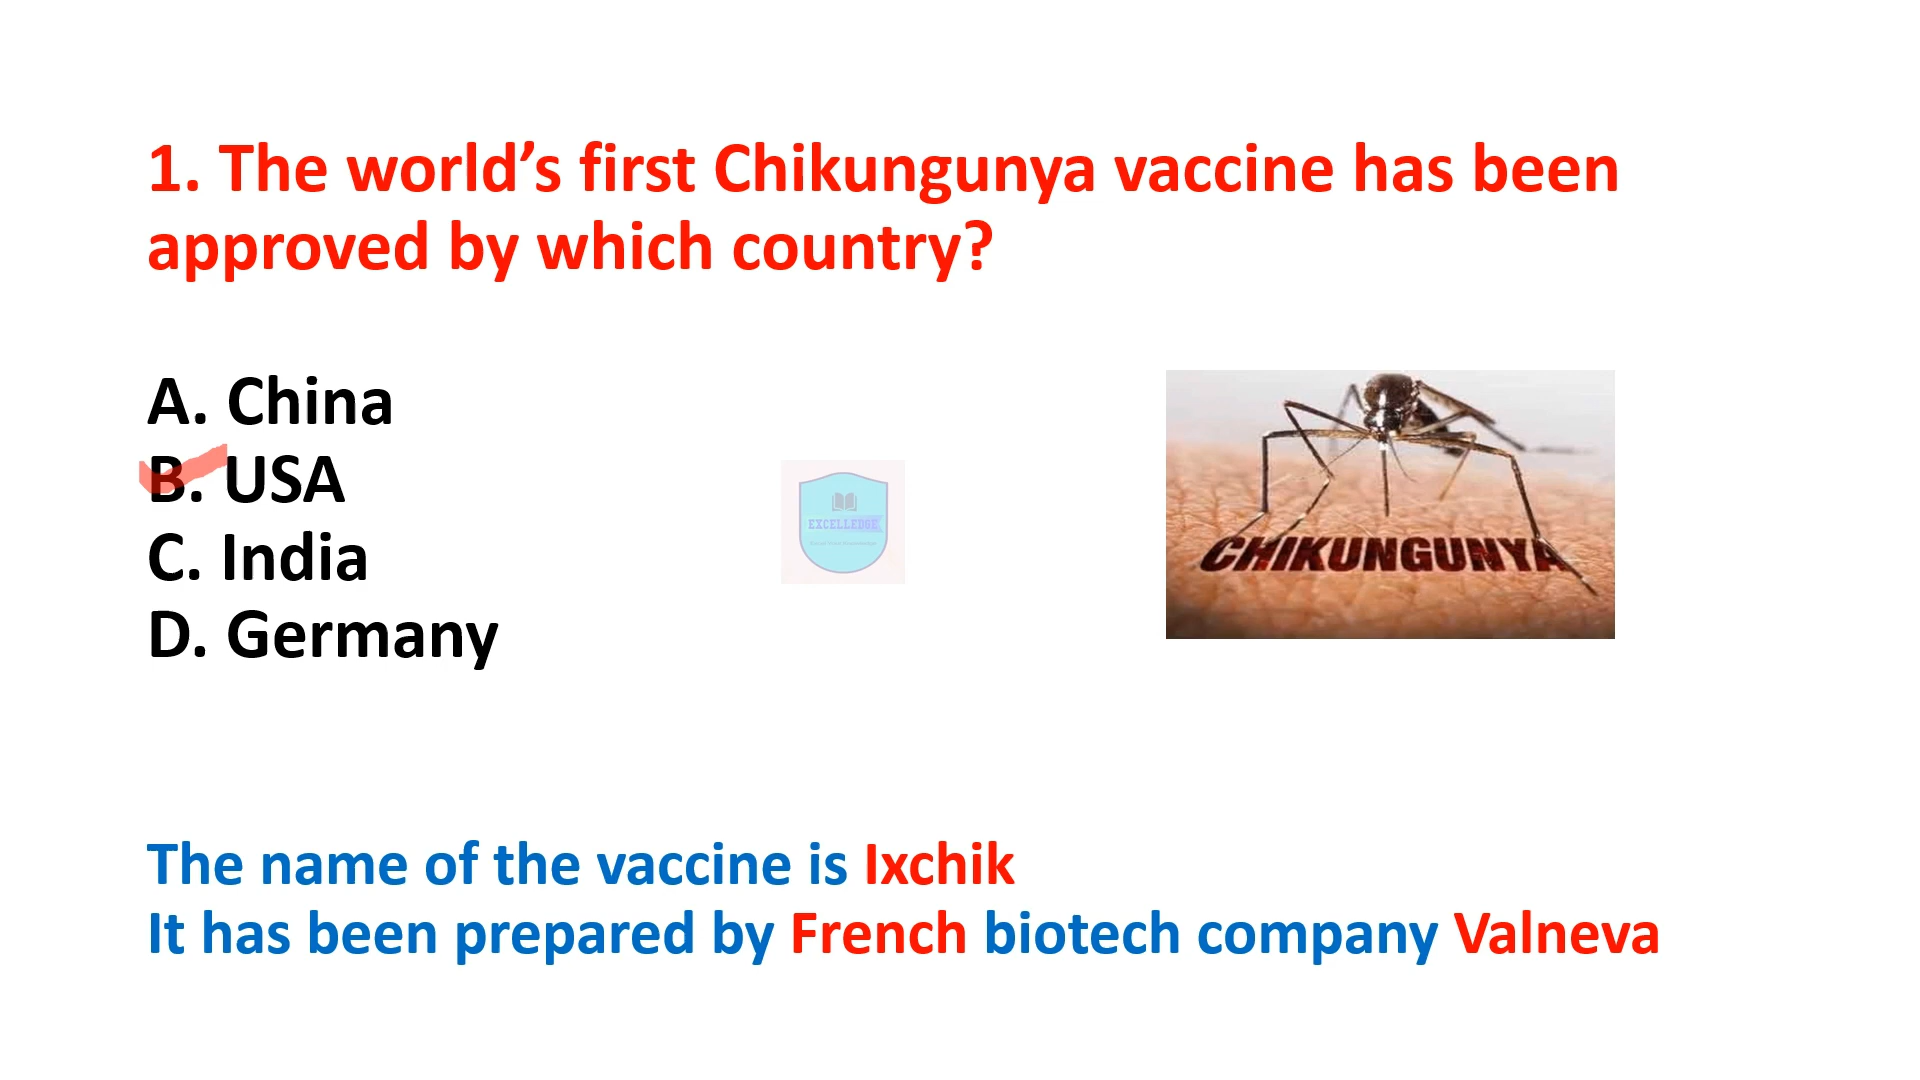 1. The world’s first Chikungunya vaccine has been
approved by which country?
A. China
B. USA
C. India
D. Germany
EXCELLEDGE
CHIKUNGUNYA
The name of the vaccine is Ixchik
It has been prepared by French biotech company Valneva